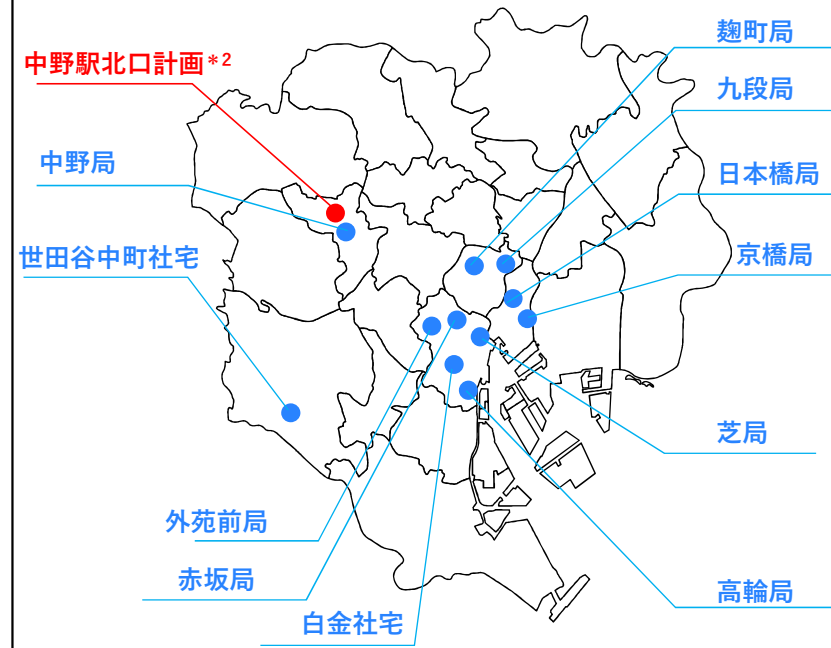 麹町局
中野駅北口計画*2
九段局
中野局
日本橋局
世田谷中町社宅
京橋局
芝局
外苑前局
赤坂局
高輪局
白金社宅